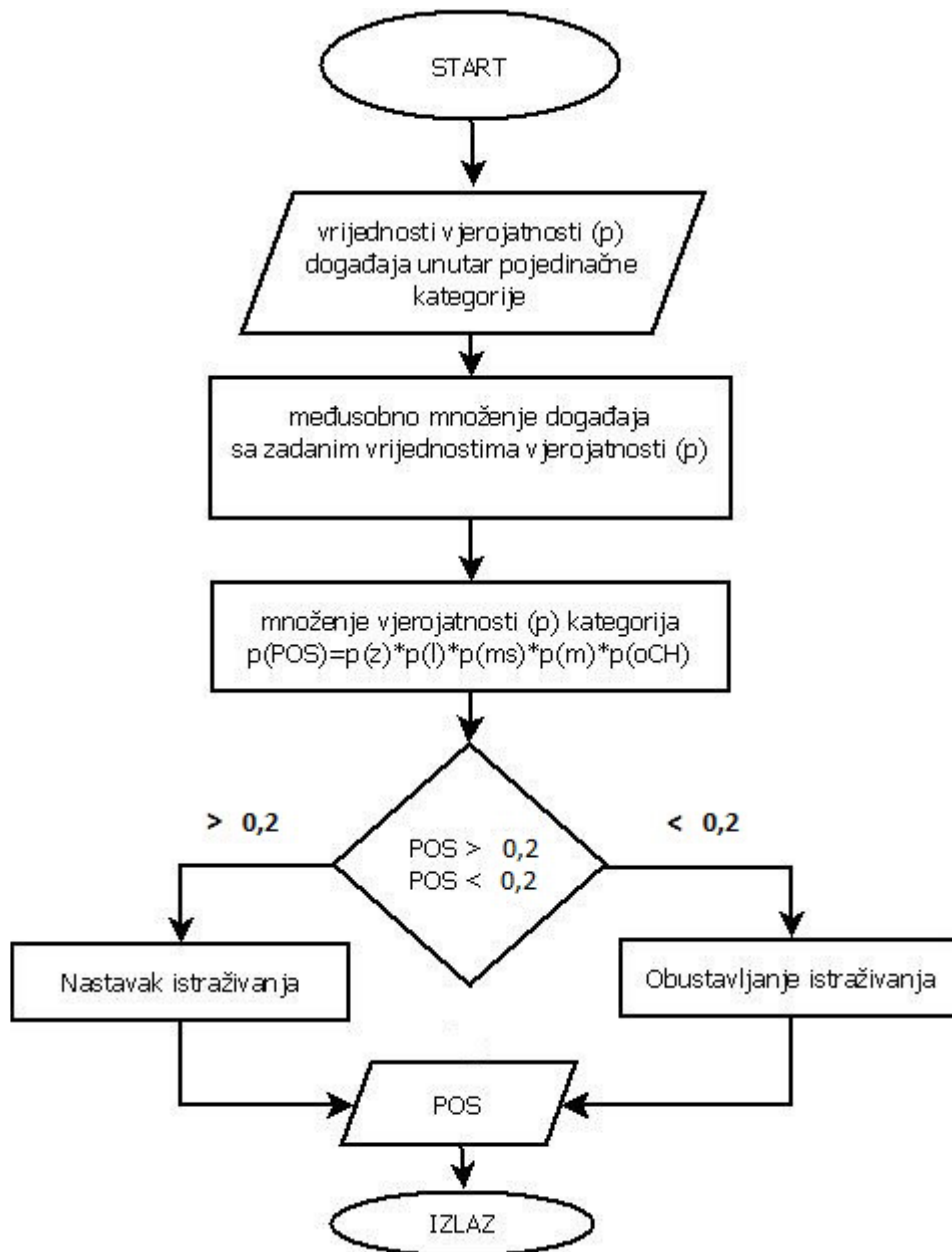 START
vrijednosti vjerojatnosti (p)
događaja unutar pojedinačne
kategorije
međusobno množenje događaja
sa zadanim vrijednostima vjerojatnosti (p)
množenje vjerojatnosti (p) kategorija
p(POS)=p(z)*p(l)*p(ms)*p(m)*p(oCH)
> 0,2
< 0,2
POS > 0,2
POS < 0,2
Nastavak istraživanja
Obustavljanje istraživanja
POS
IZLAZ